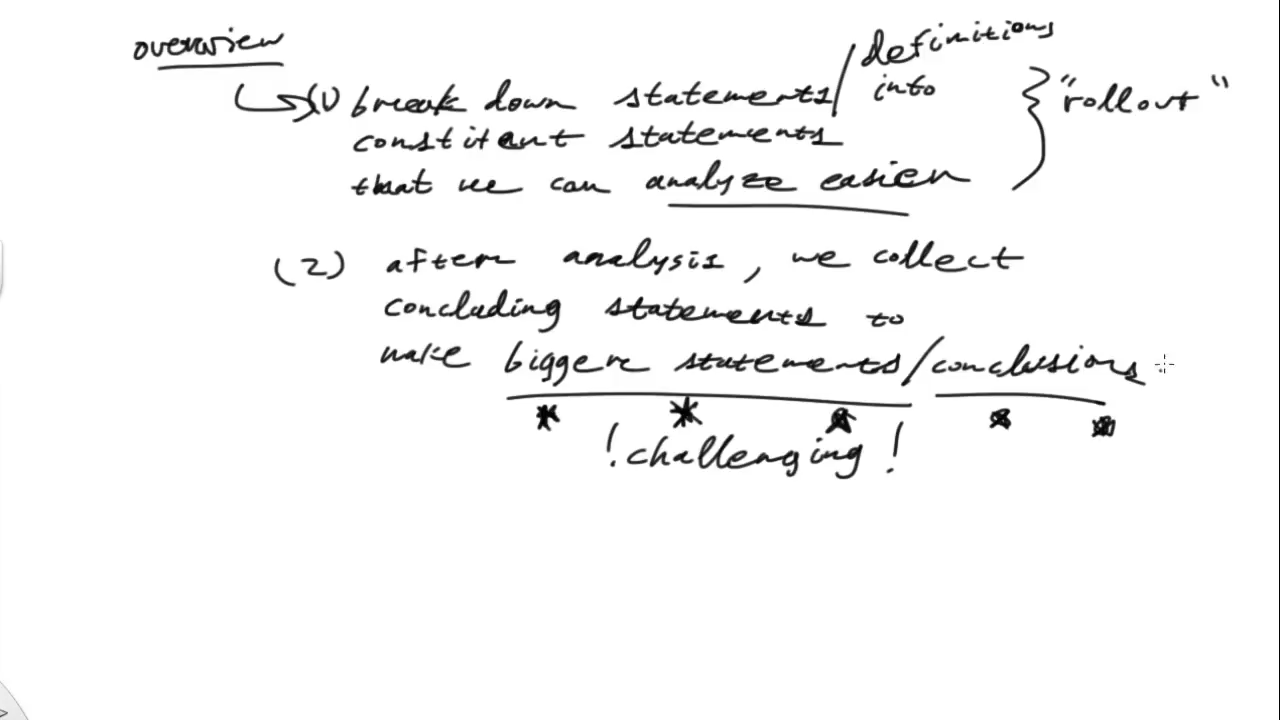 overview
(1) break down statements/definitions
into
constituent statements
that we can analyze easier
"rollout"
(2) after analysis, we collect
concluding statements to
make bigger statements/conclusions
! challenging !